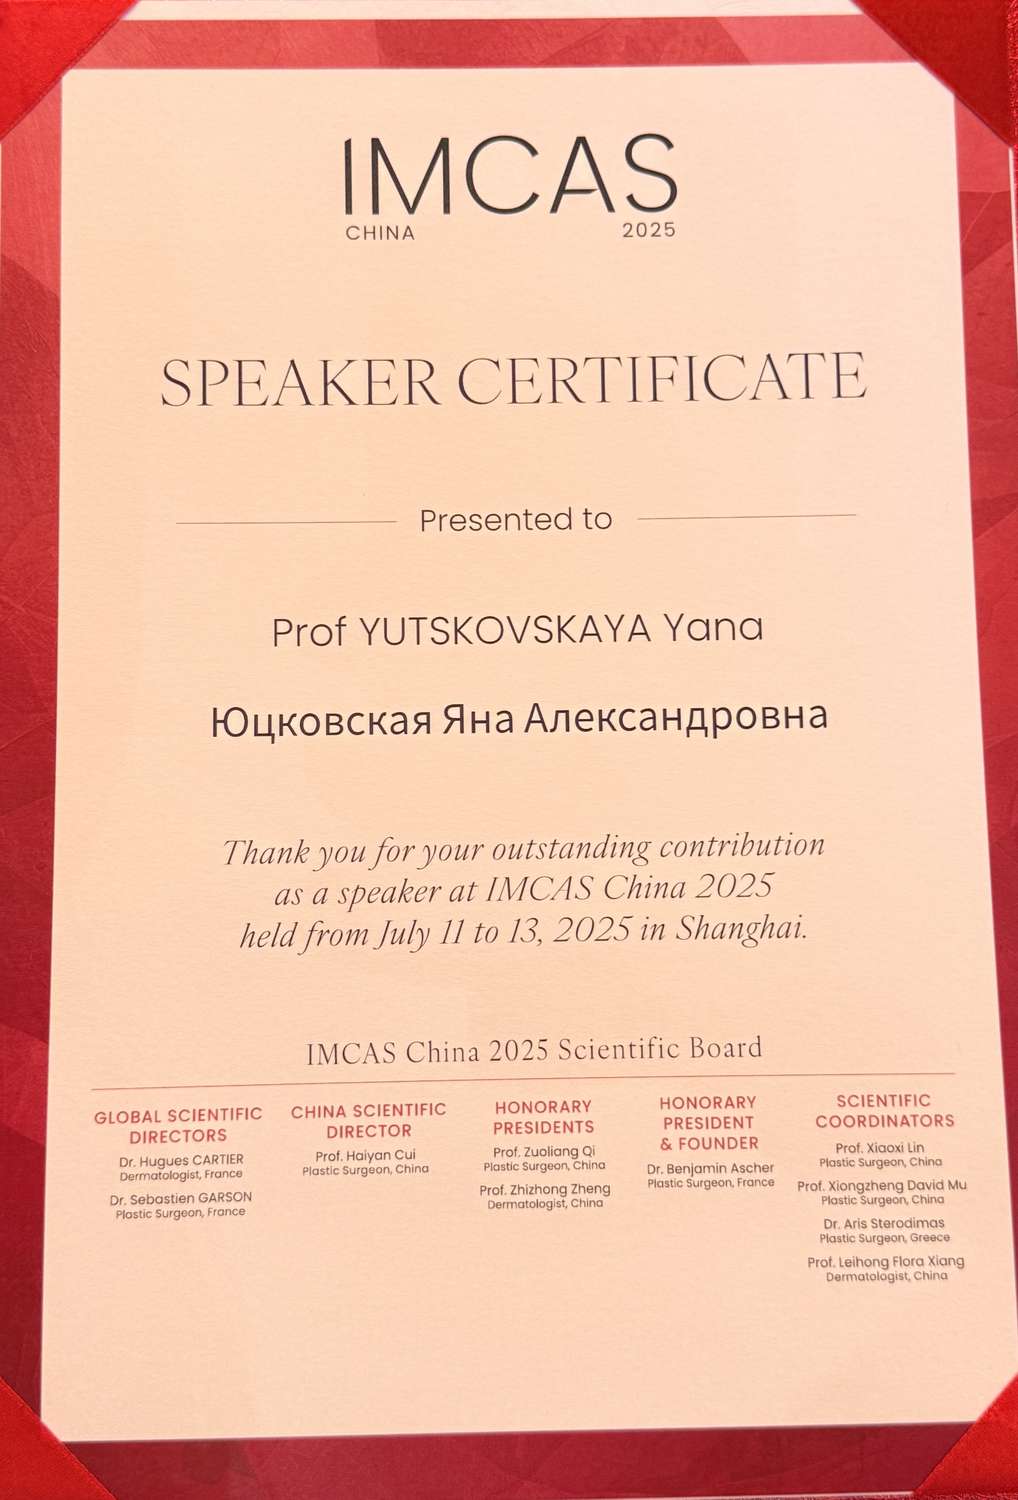 IMCAS
CHINA 2025
SPEAKER CERTIFICATE
Presented to
Prof YUTSKOVSKAYA Yana
Юцковская Яна Александровна
Thank you for your outstanding contribution
as a speaker at IMCAS China 2025
held from July 11 to 13, 2025 in Shanghai.
IMCAS China 2025 Scientific Board
GLOBAL SCIENTIFIC
DIRECTORS
Dr. Hugues CARTIER
Dermatologist, France
Dr. Sebastien GARSON
Plastic Surgeon, France
CHINA SCIENTIFIC
DIRECTOR
Prof. Haiyan Cui
Plastic Surgeon, China
HONORARY
PRESIDENTS
Prof. Zuoliang Qi
Plastic Surgeon, China
Prof. Zhizhong Zheng
Dermatologist, China
HONORARY
PRESIDENT
& FOUNDER
Dr. Benjamin Ascher
Plastic Surgeon, France
SCIENTIFIC
COORDINATORS
Prof. Xiaoxi Lin
Plastic Surgeon, China
Prof. Xiongzheng David Mu
Plastic Surgeon, China
Dr. Aris Sterodimas
Plastic Surgeon, Greece
Prof. Leihong Flora Xiang
Dermatologist, China